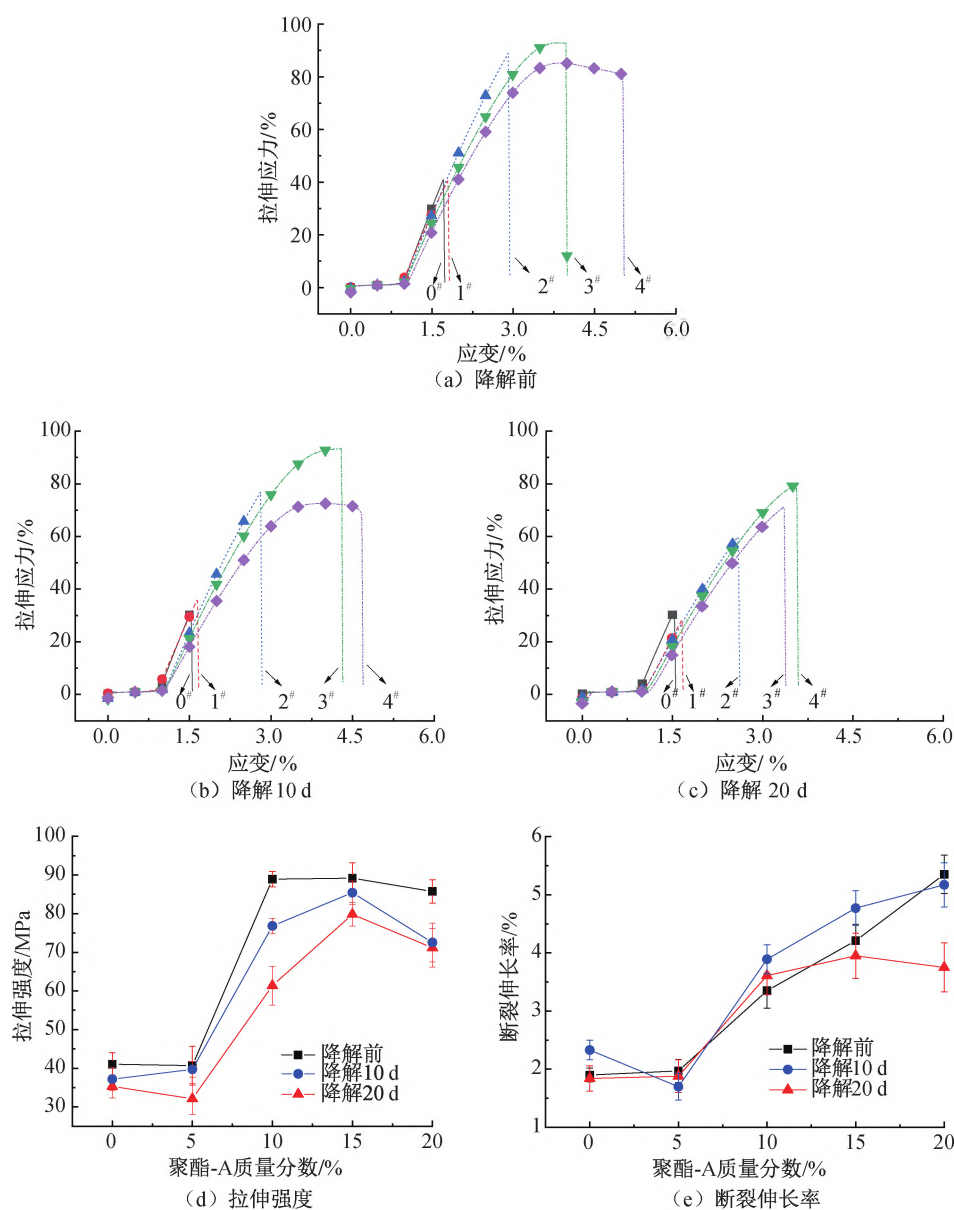 100
80
60
40
20
0
拉伸应力/%
0# 1# 2# 3# 4#
0.0 1.5 3.0 4.5 6.0
应变/%
（a）降解前
100
80
60
40
20
0
拉伸应力/%
0# 1# 2# 3# 4#
0.0 1.5 3.0 4.5 6.0
应变/%
（b）降解10 d
100
80
60
40
20
0
拉伸应力/%
0# 1# 2# 3# 4#
0.0 1.5 3.0 4.5 6.0
应变/%
（c）降解 20 d
100
90
80
70
60
50
40
30
拉伸强度/MPa
降解前
降解10 d
降解20 d
0 5 10 15 20
聚酯-A质量分数/%
（d）拉伸强度
6
5
4
3
2
1
断裂伸长率/%
降解前
降解10 d
降解20 d
0 5 10 15 20
聚酯-A质量分数/%
（e）断裂伸长率